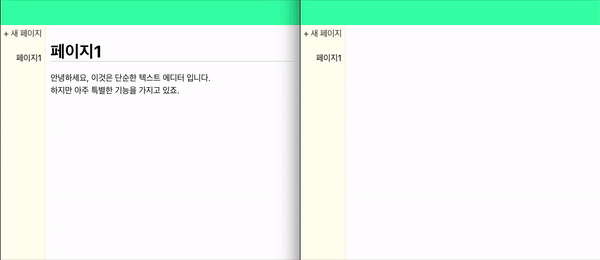 + 새 페이지
페이지1
페이지1
안녕하세요, 이것은 단순한 텍스트 에디터 입니다.
하지만 아주 특별한 기능을 가지고 있죠.
+ 새 페이지
페이지1